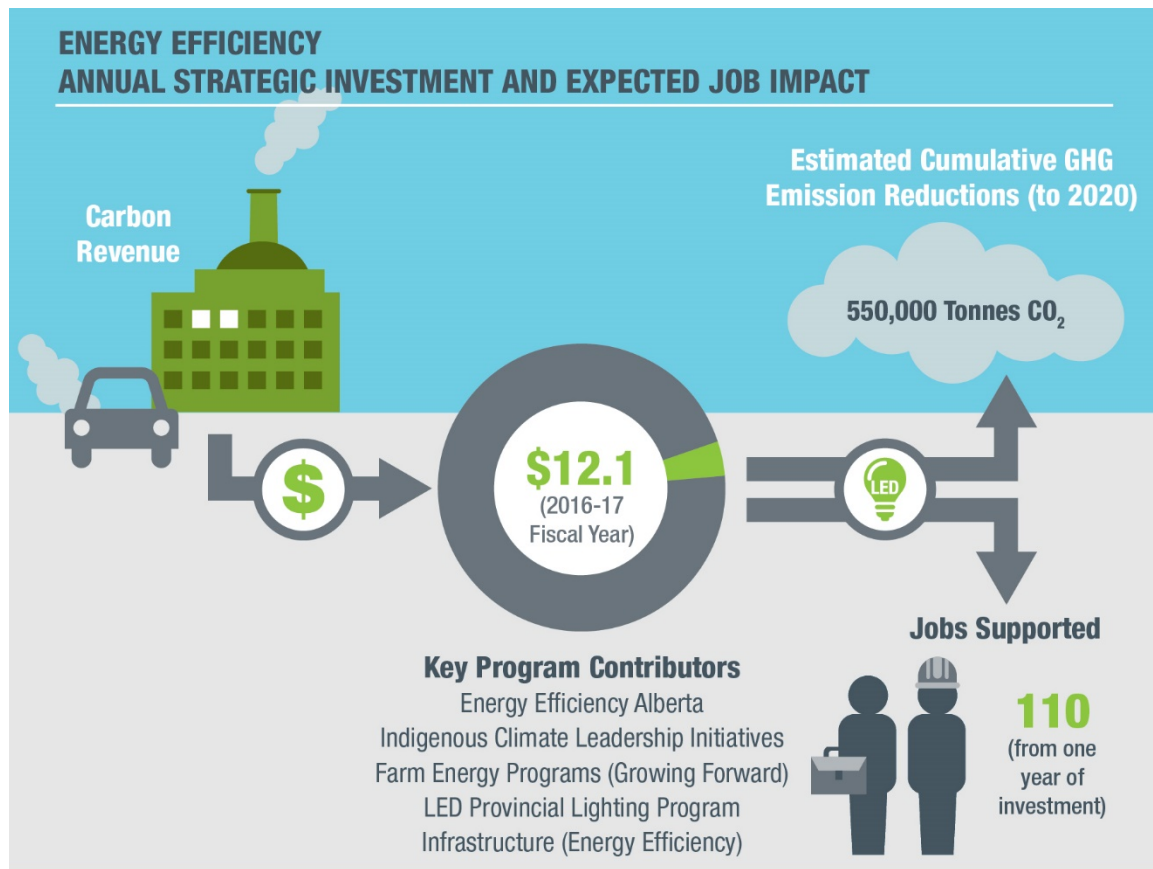 ENERGY EFFICIENCY
ANNUAL STRATEGIC INVESTMENT AND EXPECTED JOB IMPACT
Carbon
Revenue
Estimated Cumulative GHG
Emission Reductions (to 2020)
550,000 Tonnes CO₂
$
$12.1
(2016-17
Fiscal Year)
LED
Key Program Contributors
Energy Efficiency Alberta
Indigenous Climate Leadership Initiatives
Farm Energy Programs (Growing Forward)
LED Provincial Lighting Program
Infrastructure (Energy Efficiency)
Jobs Supported
110
(from one
year of
investment)